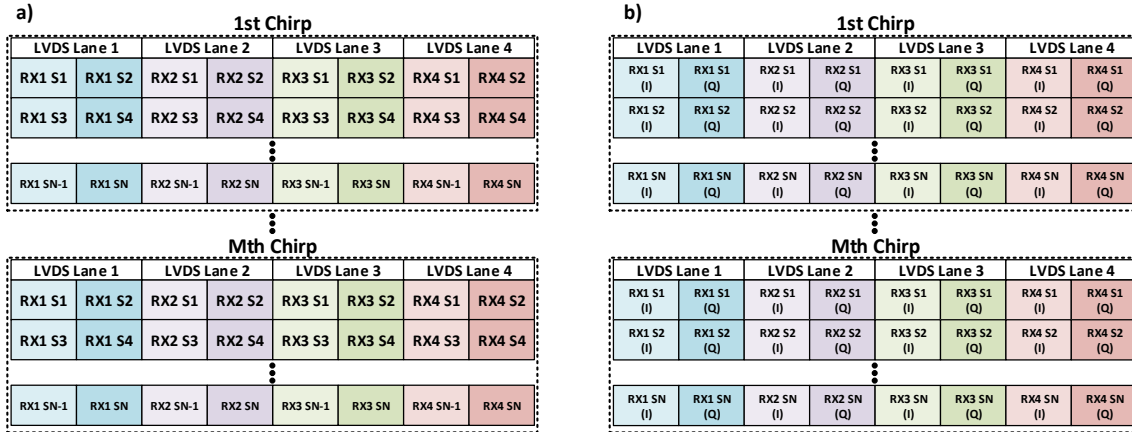 a)
1st Chirp
LVDS Lane 1 LVDS Lane 2 LVDS Lane 3 LVDS Lane 4
RX1 S1 RX1 S2 RX2 S1 RX2 S2 RX3 S1 RX3 S2 RX4 S1 RX4 S2
RX1 S3 RX1 S4 RX2 S3 RX2 S4 RX3 S3 RX3 S4 RX4 S3 RX4 S4
RX1 SN-1 RX1 SN RX2 SN-1 RX2 SN RX3 SN-1 RX3 SN RX4 SN-1 RX4 SN
Mth Chirp
LVDS Lane 1 LVDS Lane 2 LVDS Lane 3 LVDS Lane 4
RX1 S1 RX1 S2 RX2 S1 RX2 S2 RX3 S1 RX3 S2 RX4 S1 RX4 S2
RX1 S3 RX1 S4 RX2 S3 RX2 S4 RX3 S3 RX3 S4 RX4 S3 RX4 S4
RX1 SN-1 RX1 SN RX2 SN-1 RX2 SN RX3 SN-1 RX3 SN RX4 SN-1 RX4 SN
b)
1st Chirp
LVDS Lane 1 LVDS Lane 2 LVDS Lane 3 LVDS Lane 4
RX1 S1 RX1 S1 RX2 S1 RX2 S1 RX3 S1 RX3 S1 RX4 S1 RX4 S1
(I) (Q) (I) (Q) (I) (Q) (I) (Q)
RX1 S2 RX1 S2 RX2 S2 RX2 S2 RX3 S2 RX3 S2 RX4 S2 RX4 S2
(I) (Q) (I) (Q) (I) (Q) (I) (Q)
RX1 SN RX1 SN RX2 SN RX2 SN RX3 SN RX3 SN RX4 SN RX4 SN
(I) (Q) (I) (Q) (I) (Q) (I) (Q)
Mth Chirp
LVDS Lane 1 LVDS Lane 2 LVDS Lane 3 LVDS Lane 4
RX1 S1 RX1 S1 RX2 S1 RX2 S1 RX3 S1 RX3 S1 RX4 S1 RX4 S1
(I) (Q) (I) (Q) (I) (Q) (I) (Q)
RX1 S2 RX1 S2 RX2 S2 RX2 S2 RX3 S2 RX3 S2 RX4 S2 RX4 S2
(I) (Q) (I) (Q) (I) (Q) (I) (Q)
RX1 SN RX1 SN RX2 SN RX2 SN RX3 SN RX3 SN RX4 SN RX4 SN
(I) (Q) (I) (Q) (I) (Q) (I) (Q)